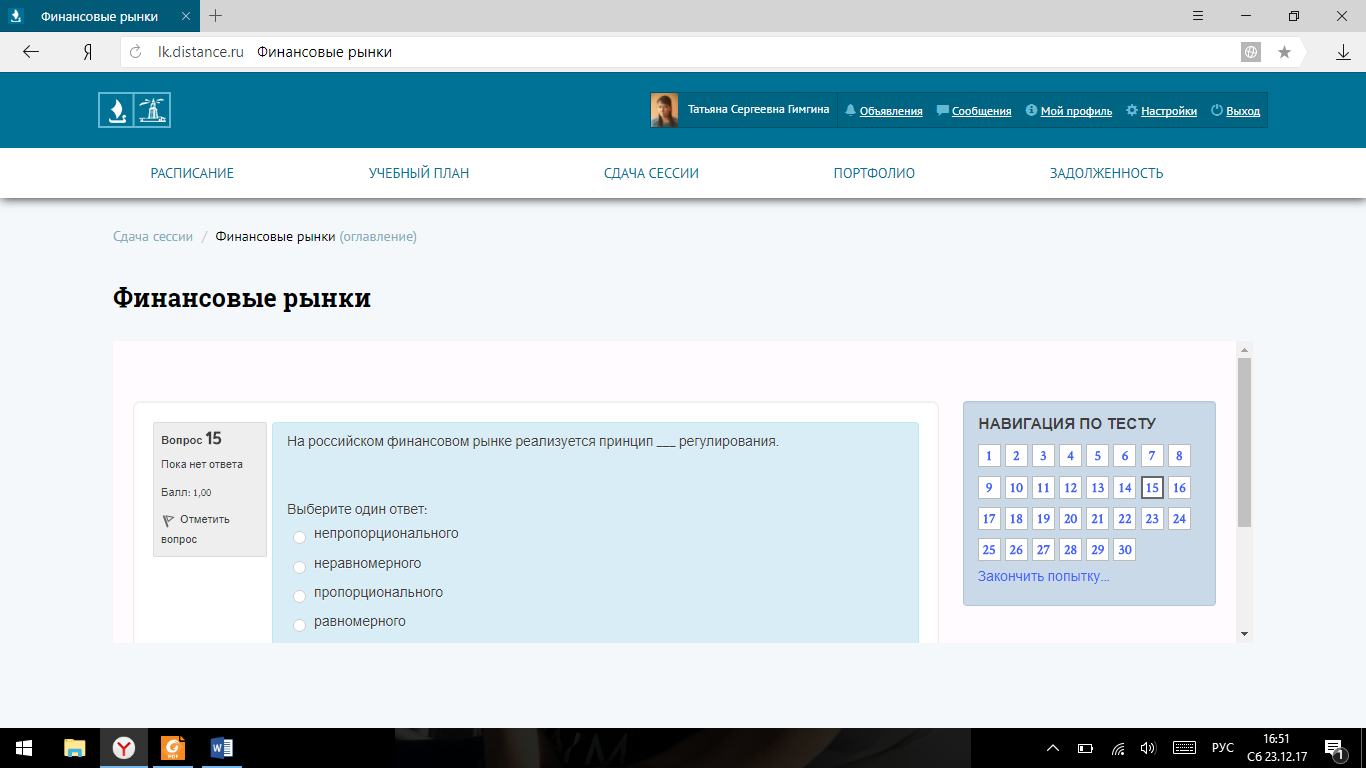 Финансовые рынки
lk.distance.ru Финансовые рынки
Татьяна Сергеевна Гимгина Объявления Сообщения Мой профиль Настройки Выход
РАСПИСАНИЕ УЧЕБНЫЙ ПЛАН СДАЧА СЕССИИ ПОРТФОЛИО ЗАДОЛЖЕННОСТЬ
Сдача сессии / Финансовые рынки (оглавление)
Финансовые рынки
Вопрос 15
Пока нет ответа
Балл: 1,00
Отметить
вопрос
На российском финансовом рынке реализуется принцип ___ регулирования.
Выберите один ответ:
непропорционального
неравномерного
пропорционального
равномерного
НАВИГАЦИЯ ПО ТЕСТУ
1 2 3 4 5 6 7 8
9 10 11 12 13 14 15 16
17 18 19 20 21 22 23 24
25 26 27 28 29 30
Закончить попытку...
РУС
16:51
Сб 23.12.17
1